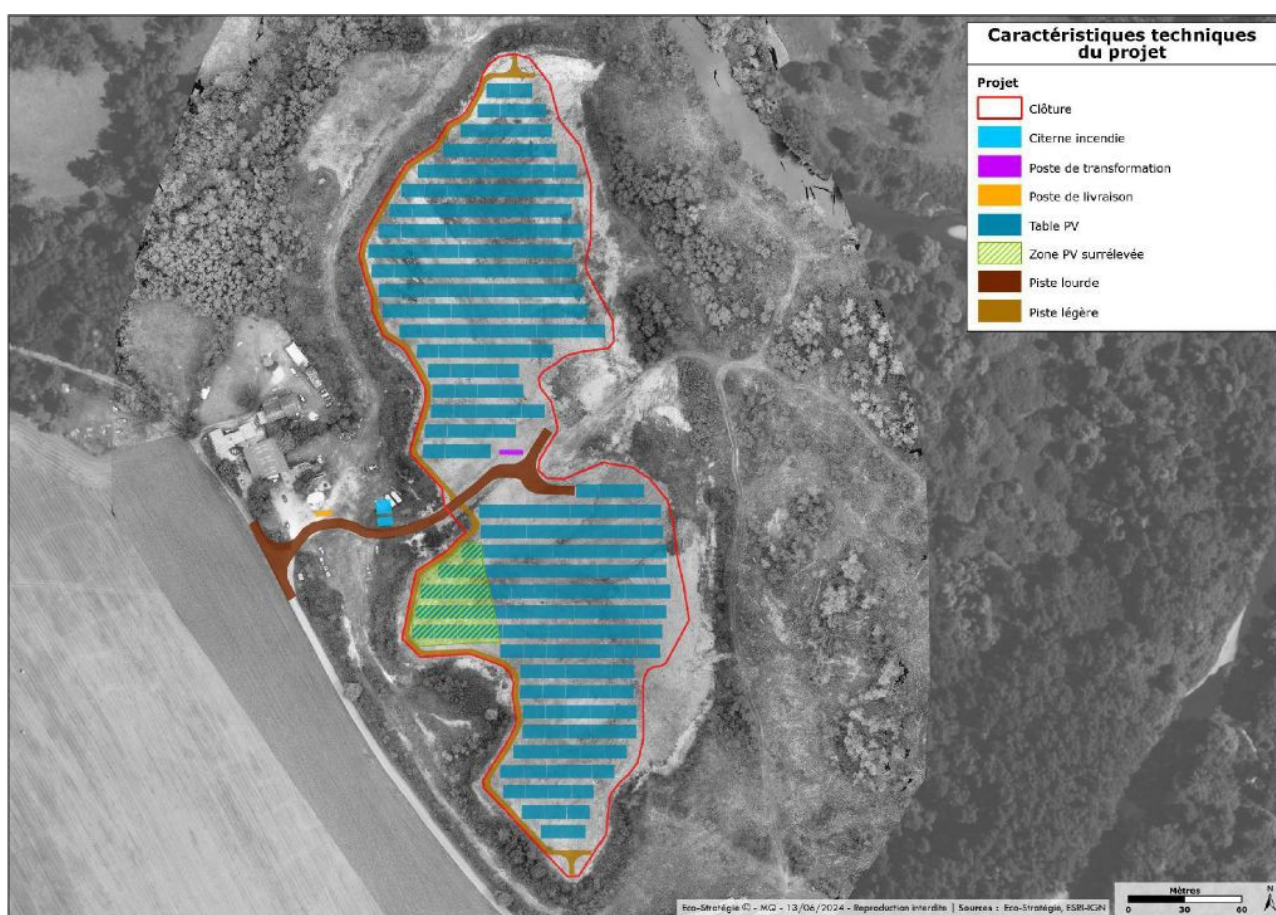 Caractéristiques techniques
du projet
Projet
Clôture
Citerne incendie
Poste de transformation
Poste de livraison
Table PV
Zone PV surrélevée
Piste lourde
Piste légère
Eco-Stratégie © - MQ - 13/06/2024 - Reproduction interdite | Sources : Eco-Stratégie, ESRI-IGN
Mètres
N
0 30 60